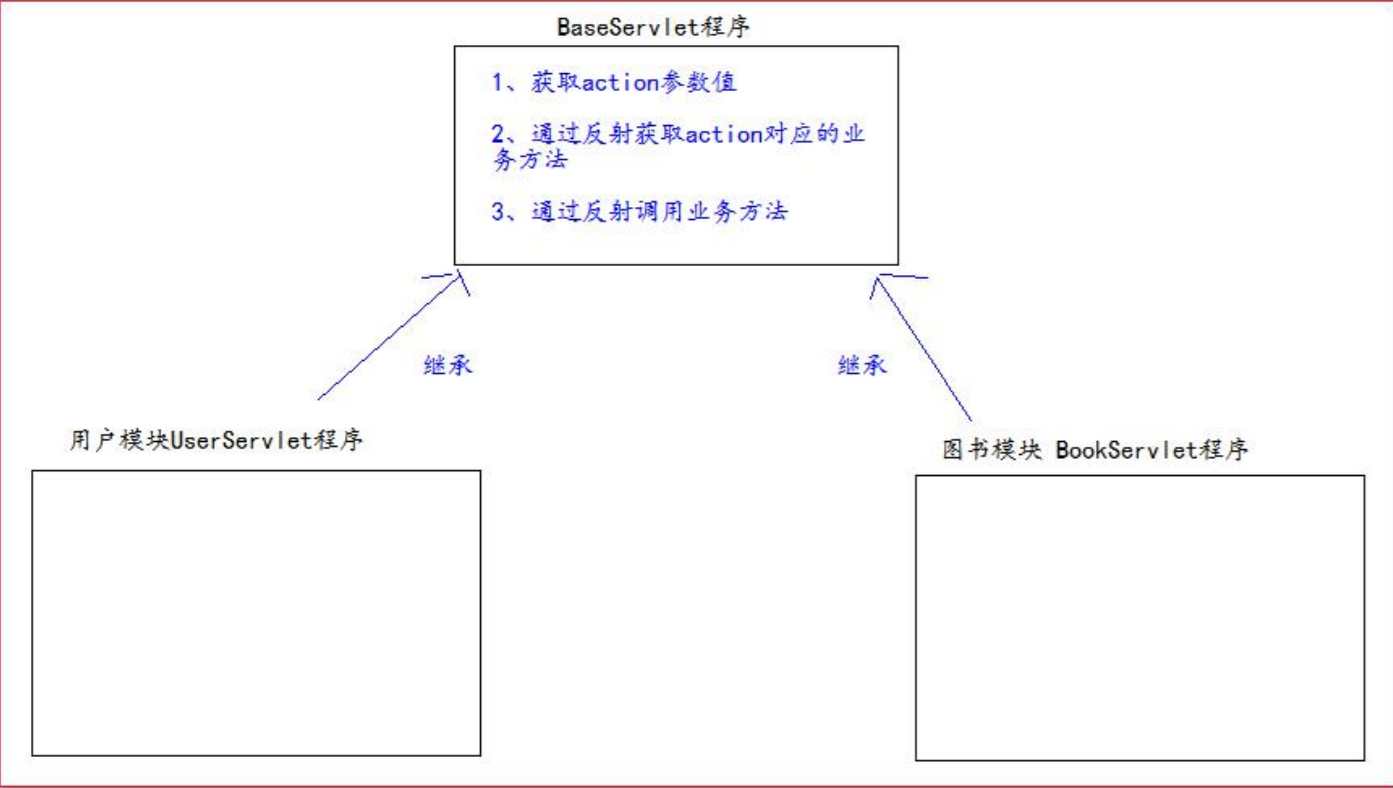 BaseServlet程序
1、获取action参数值
2、通过反射获取action对应的业
务方法
3、通过反射调用业务方法
继承
继承
用户模块UserServlet程序
图书模块 BookServlet程序